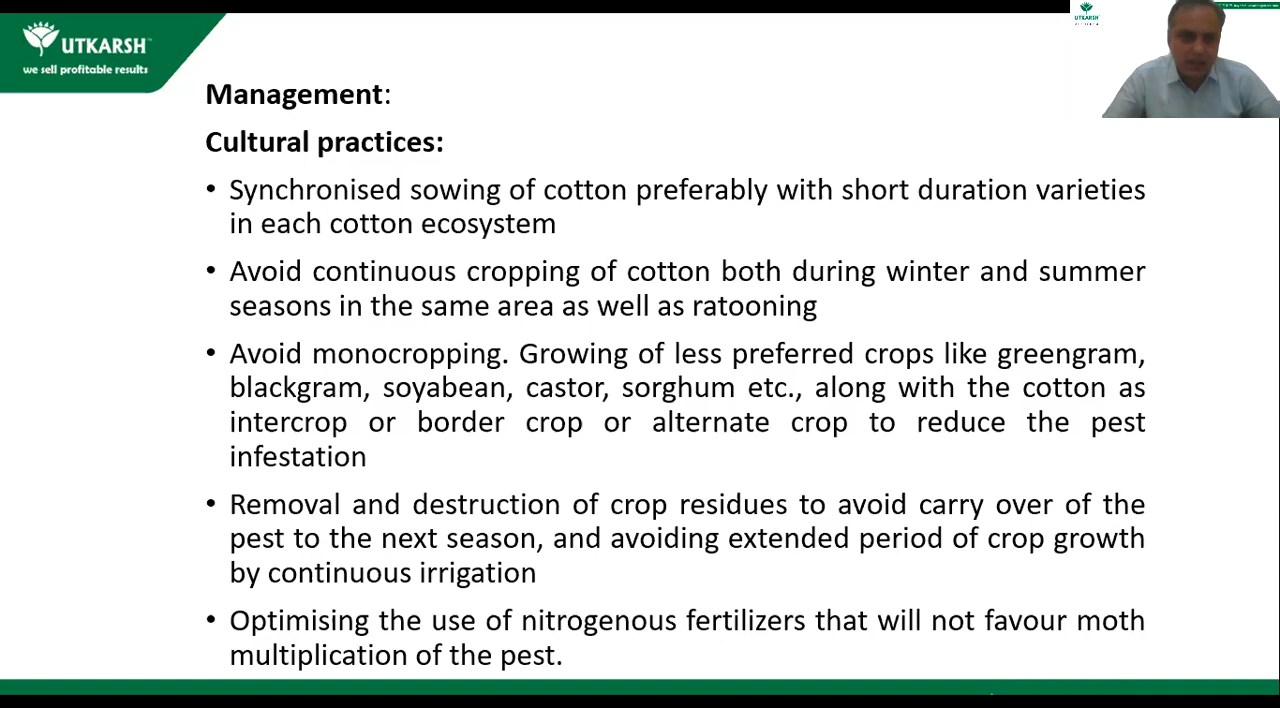 UTKARSH™
we sell profitable results
UTKARSH
Management:
Cultural practices:
• Synchronised sowing of cotton preferably with short duration varieties
in each cotton ecosystem
• Avoid continuous cropping of cotton both during winter and summer
seasons in the same area as well as ratooning
• Avoid monocropping. Growing of less preferred crops like greengram,
blackgram, soyabean, castor, sorghum etc., along with the cotton as
intercrop or border crop or alternate crop to reduce the pest
infestation
• Removal and destruction of crop residues to avoid carry over of the
pest to the next season, and avoiding extended period of crop growth
by continuous irrigation
• Optimising the use of nitrogenous fertilizers that will not favour moth
multiplication of the pest.